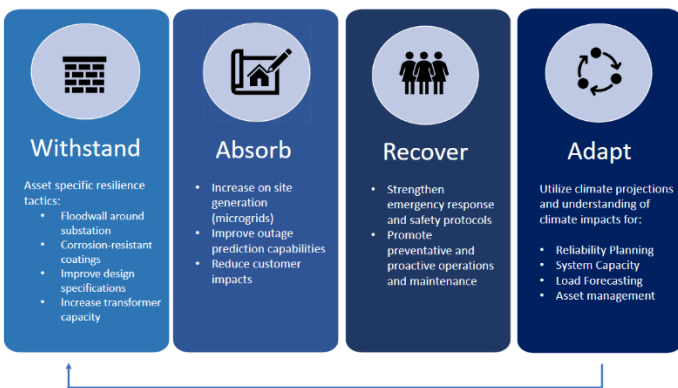 Withstand
Asset specific resilience
tactics:
• Floodwall around
substation
• Corrosion-resistant
coatings
• Improve design
specifications
• Increase transformer
capacity
Absorb
• Increase on site
generation
(microgrids)
• Improve outage
prediction capabilities
• Reduce customer
impacts
Recover
• Strengthen
emergency response
and safety protocols
• Promote
preventative and
proactive operations
and maintenance
Adapt
Utilize climate projections
and understanding of
climate impacts for:
• Reliability Planning
• System Capacity
• Load Forecasting
• Asset management